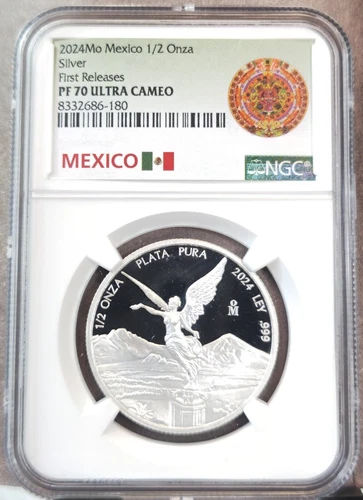 2024Mo Mexico 1/2 Onza
Silver
First Releases
PF 70 ULTRA CAMEO
8332686-180
MEXICO
NGC
1/2 ONZA PLATA PURA 2024 LEY .999
oM